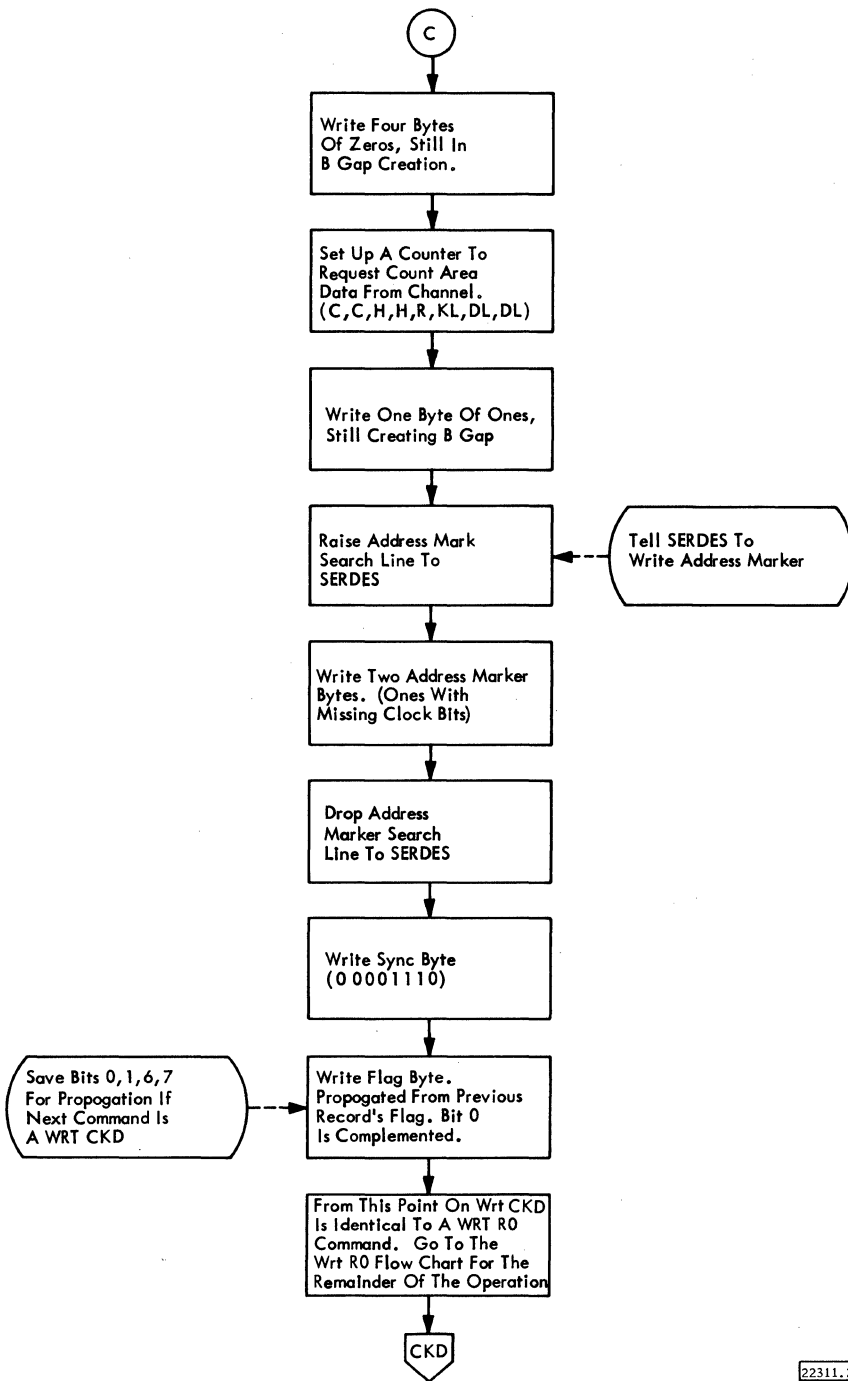 C
Write Four Bytes
Of Zeros, Still In
B Gap Creation.
Set Up A Counter To
Request Count Area
Data From Channel.
(C,C,H,H,R,KL,DL,DL)
Write One Byte Of Ones,
Still Creating B Gap
Raise Address Mark
Search Line To
SERDES
Tell SERDES To
Write Address Marker
Write Two Address Marker
Bytes. (Ones With
Missing Clock Bits)
Drop Address
Marker Search
Line To SERDES
Write Sync Byte
(0 0001110)
Save Bits 0,1,6,7
For Propogation If
Next Command Is
A WRT CKD
Write Flag Byte.
Propogated From Previous
Record's Flag. Bit 0
Is Complemented.
From This Point On Wrt CKD
Is Identical To A WRT R0
Command. Go To The
Wrt R0 Flow Chart For The
Remainder Of The Operation
CKD